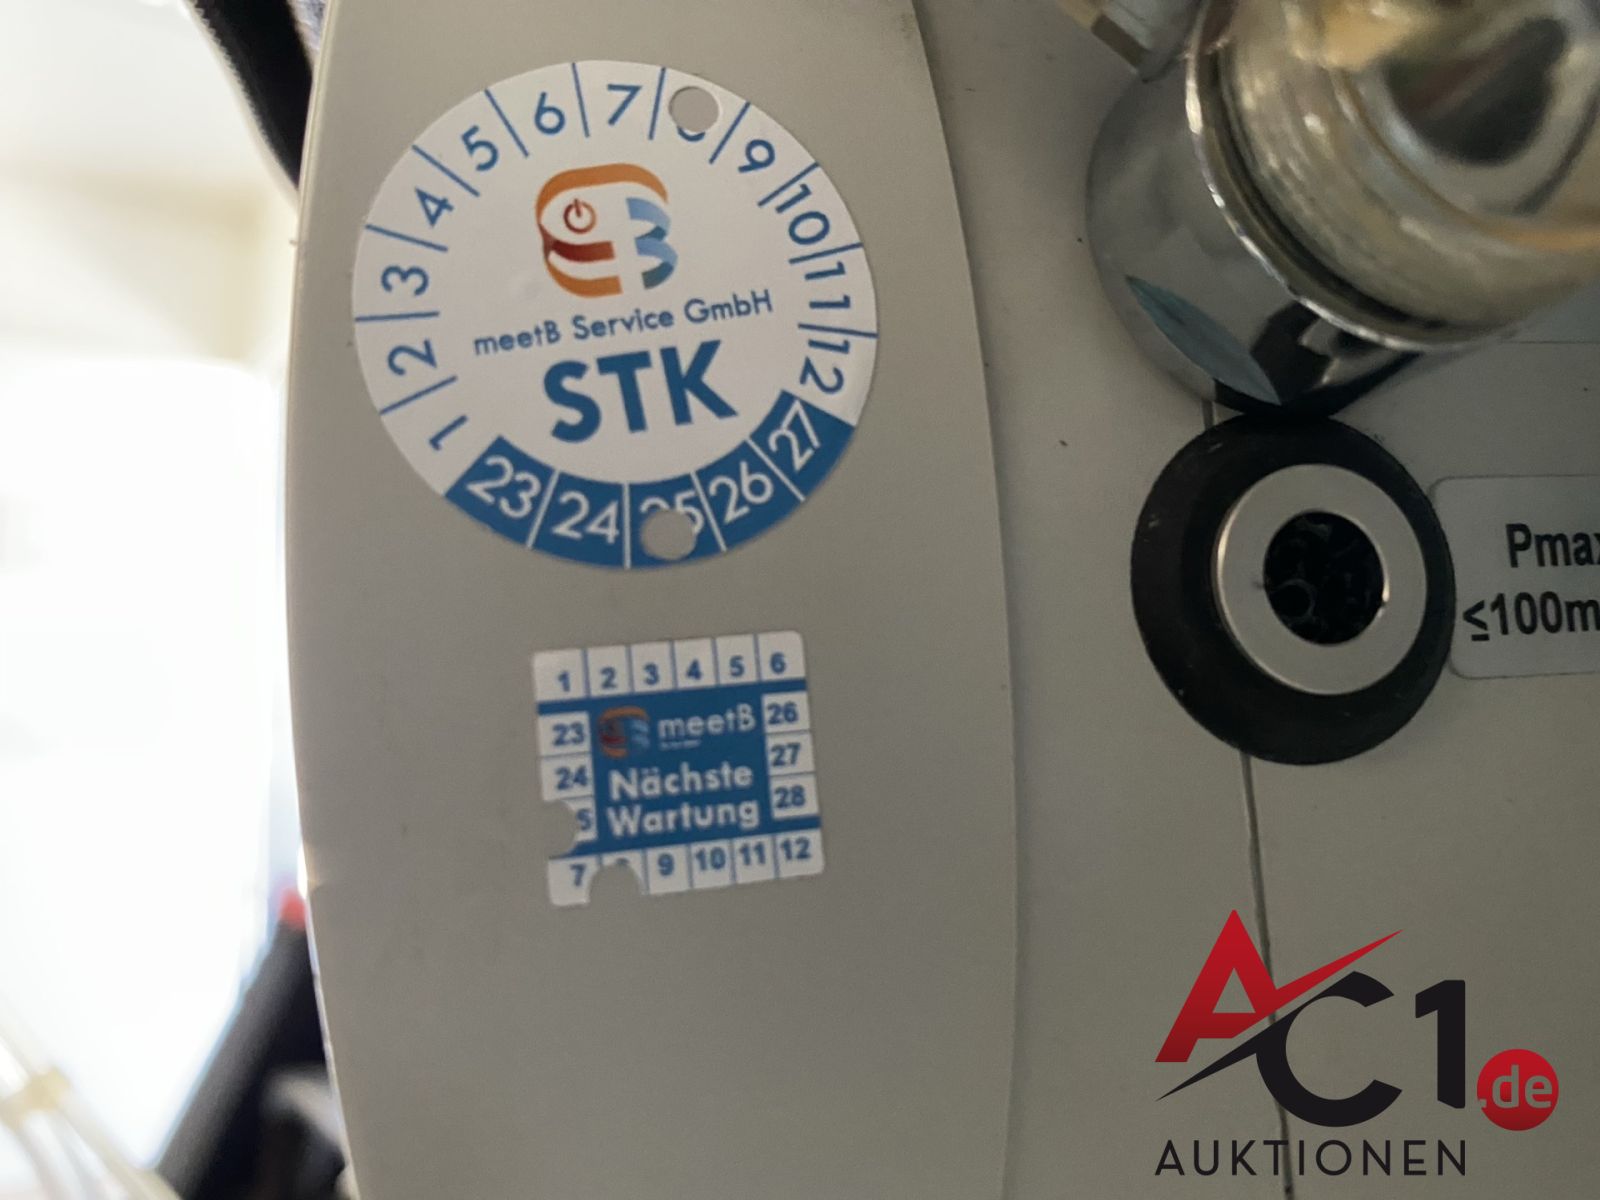 1 2 3 4 5 6 7 8 9 10 11 12
meetB Service GmbH
STK
23 24 25 26 27
1 2 3 4 5 6
23 meetB 26
24 Nächste 27
Wartung 28
7 9 10 11 12
Pmax
≤100m
AC1.de
AUKTIONEN